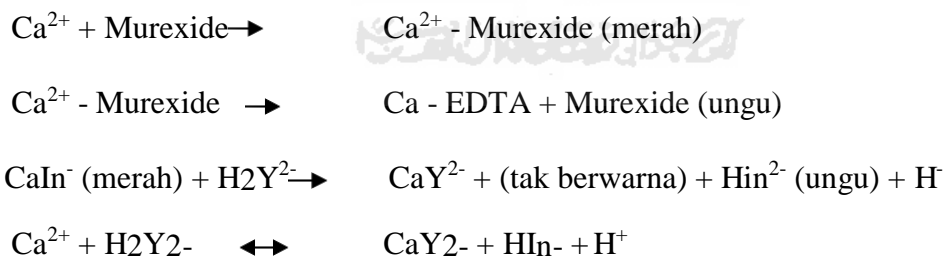 Ca²⁺ + Murexide→ Ca²⁺ - Murexide (merah)
Ca²⁺ - Murexide → Ca - EDTA + Murexide (ungu)
CaIn⁻ (merah) + H2Y²⁻→ CaY²⁻ + (tak berwarna) + Hin²⁻ (ungu) + H⁻
Ca²⁺ + H2Y2- ↔ CaY2- + HIn- + H⁺